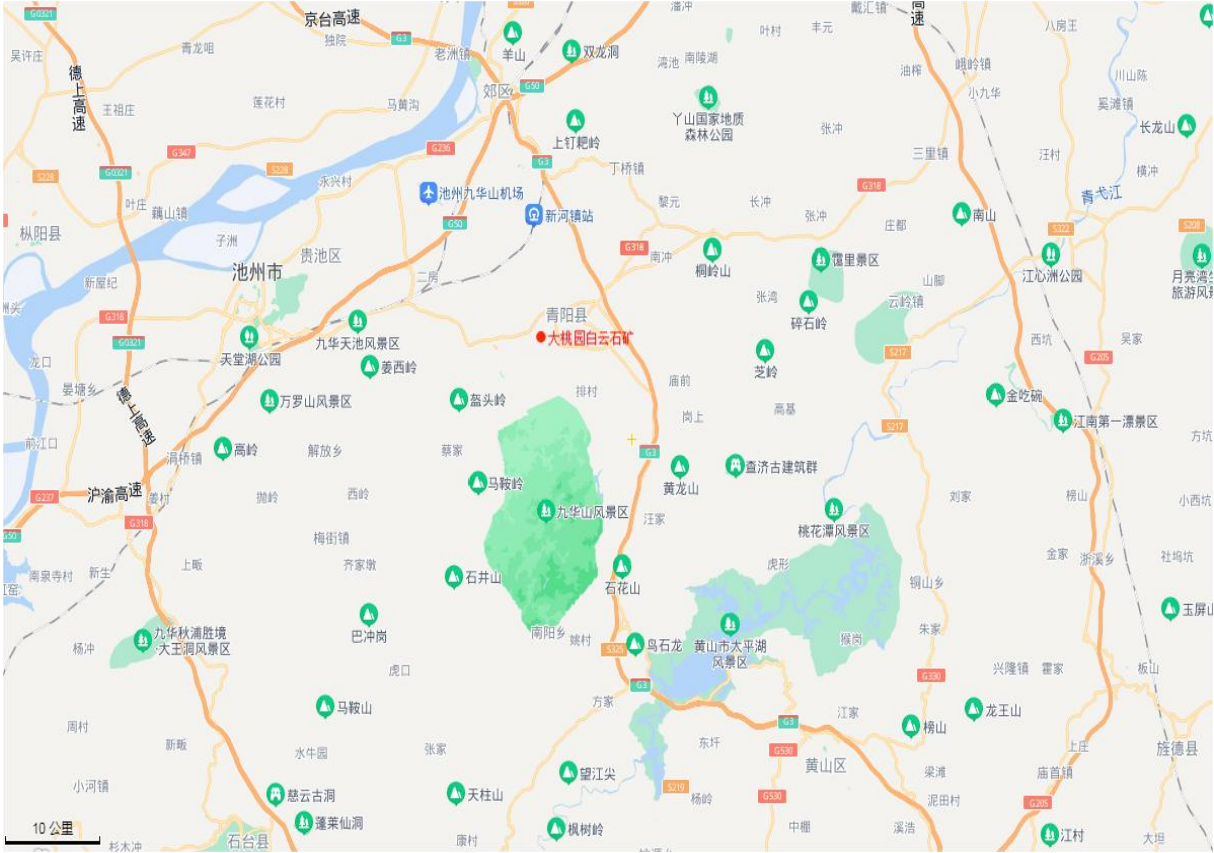 G0321
京台高速
羊山
潘冲
戴汇镇
高速
八房王
吴许庄
青龙咀
独院
G3
老洲镇
双龙洞
叶村
丰元
湾池
南陵湖
油榨
峨岭镇
川山陈
德上高速
王祖庄
莲花村
马黄沟
郊区
G50
丫山国家地质
森林公园
小九华
奚滩镇
上钉耙岭
张冲
长龙山
G347
G236
G3
三里镇
汪村
横冲
S228
G0321
S228
永兴村
丁桥镇
G318
青弋江
叶庄
藕山镇
池州九华山机场
新河镇站
黎元
长冲
张冲
南山
枞阳县
子洲
贵池区
G50
庄都
S322
S208
G318
南冲
桐岭山
霭里景区
江心洲公园
月亮湾生
旅游风景
池州市
二房
新屋纪
洲头
山脚
张湾
碎石岭
云岭镇
G318
G0321
青阳县
大桃园白云石矿
天堂湖公园
九华天池风景区
西坑
吴家
龙口
姜西岭
芝岭
S217
G205
晏塘乡
德上高速
万罗山风景区
盔头岭
排村
庙前
岗上
高基
金吃碗
江南第一漂景区
前江口
高岭
解放乡
蔡家
S217
方坑
涓桥镇
G3
黄龙山
查济古建筑群
沪渝高速
G237
姜村
抛岭
西岭
马鞍岭
九华山风景区
汪家
刘家
榜山
小西坑
G318
G50
梅街镇
桃花潭风景区
南泉寺村
新生
上畈
齐家墩
石井山
石花山
虎形
铜山乡
金家
浙溪乡
社坞坑
巴冲岗
玉屏山
杨冲
九华秋浦胜境
·大王洞风景区
南阳乡
姚村
S325
鸟石龙
黄山市太平湖
风景区
猴岗
朱家
虎口
G3
G330
兴隆镇
霍家
板山
马鞍山
方家
江家
龙王山
周村
新畈
水牛园
张家
东圩
G3
榜山
G530
黄山区
上庄
旌德县
小河镇
望江尖
梁滩
庙首镇
慈云古洞
天柱山
S219
杨岭
G530
泥田村
G205
10 公里
蓬莱仙洞
枫树岭
中棚
溪浩
江村
杉木冲
石台县
康村
大坦